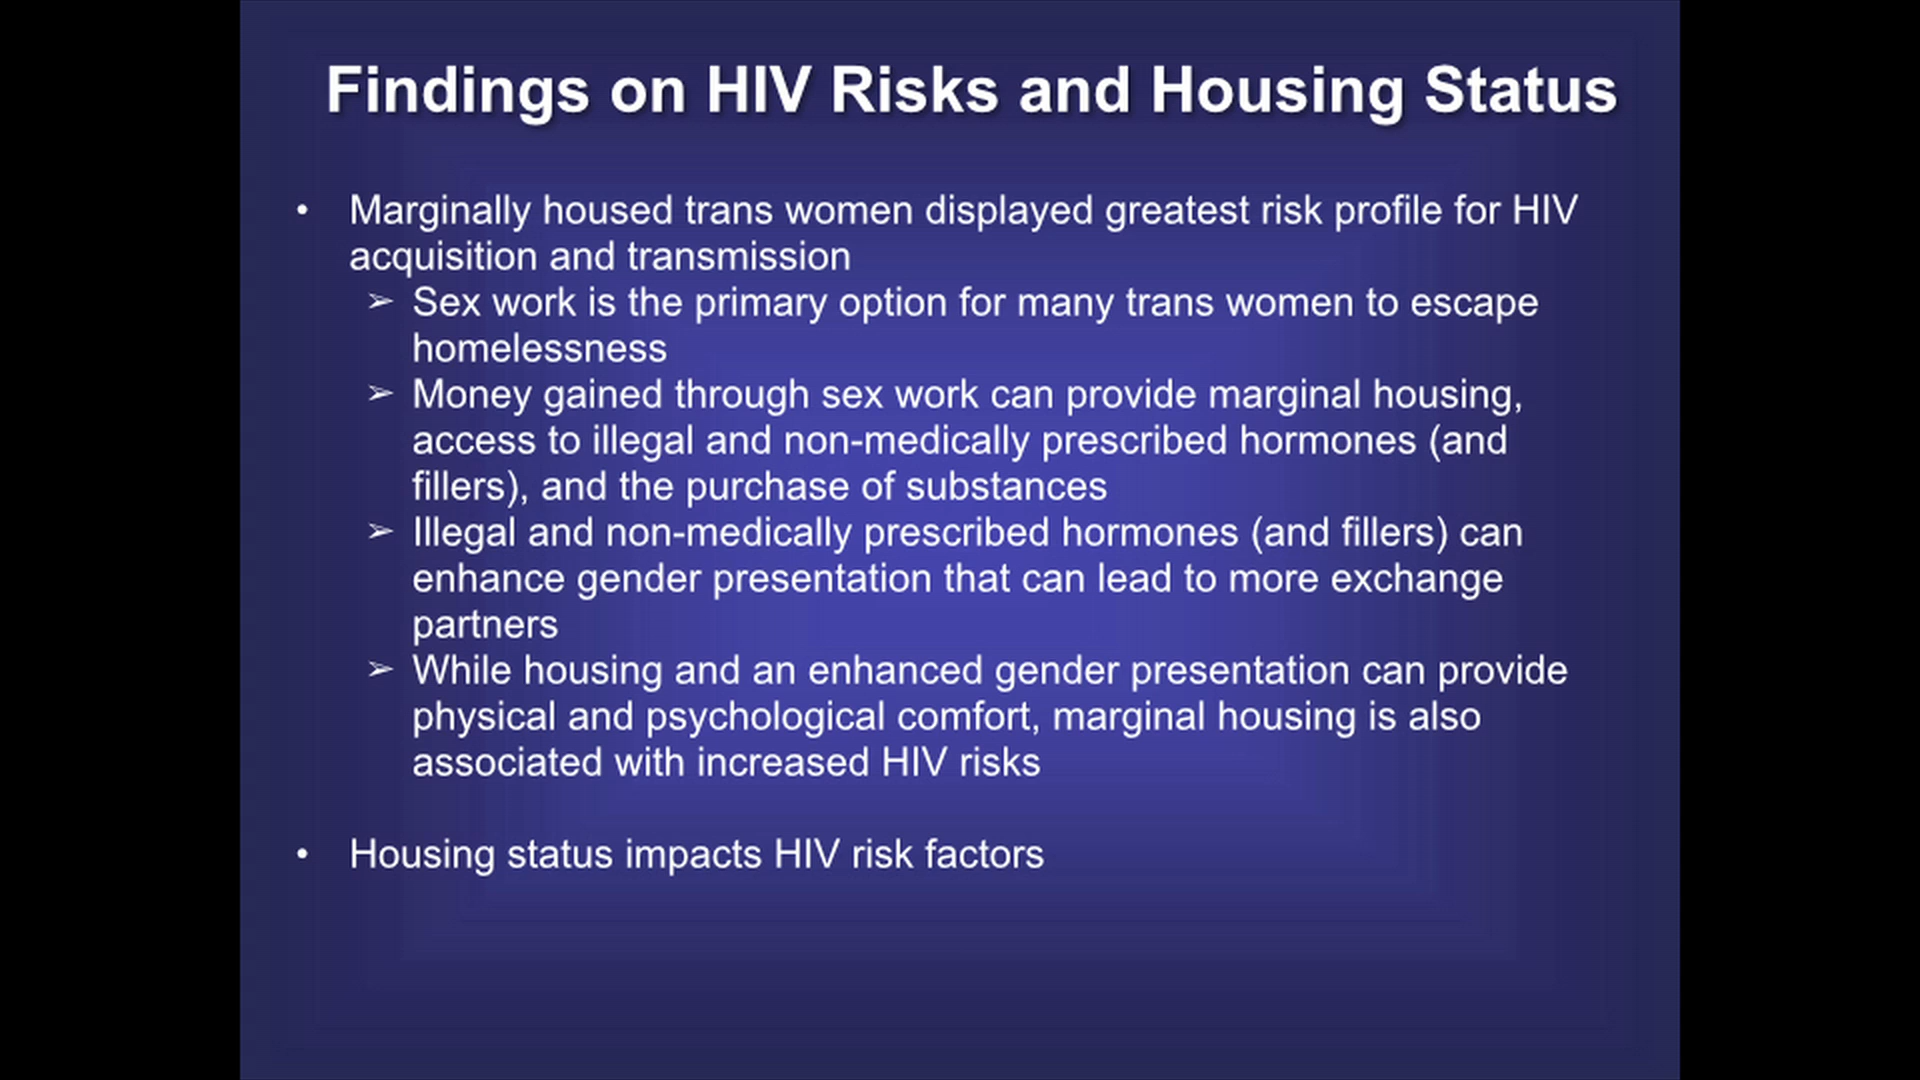 Findings on HIV Risks and Housing Status
• Marginally housed trans women displayed greatest risk profile for HIV
acquisition and transmission
➢ Sex work is the primary option for many trans women to escape
homelessness
➢ Money gained through sex work can provide marginal housing,
access to illegal and non-medically prescribed hormones (and
fillers), and the purchase of substances
➢ Illegal and non-medically prescribed hormones (and fillers) can
enhance gender presentation that can lead to more exchange
partners
➢ While housing and an enhanced gender presentation can provide
physical and psychological comfort, marginal housing is also
associated with increased HIV risks
• Housing status impacts HIV risk factors